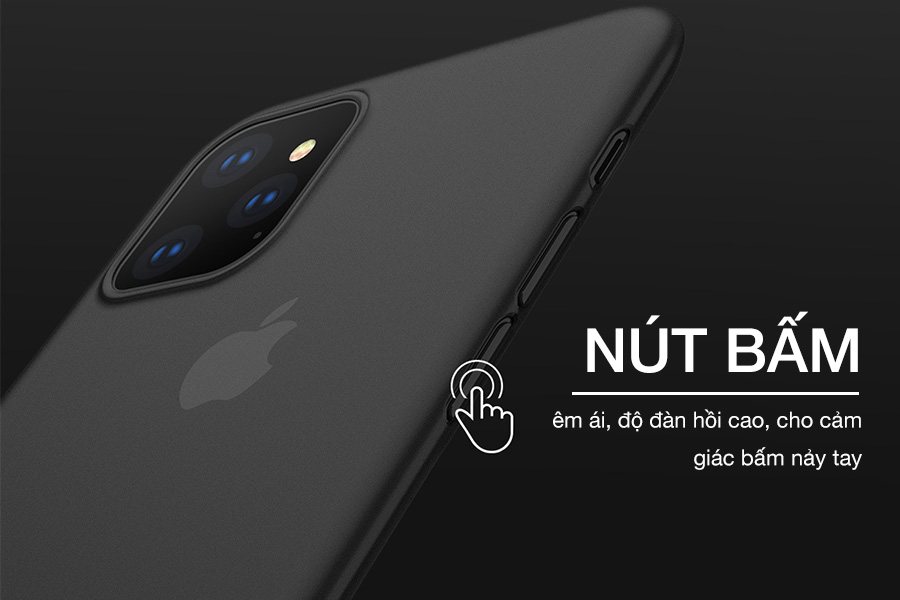 NÚT BẤM
êm ái, độ đàn hồi cao, cho cảm
giác bấm nảy tay